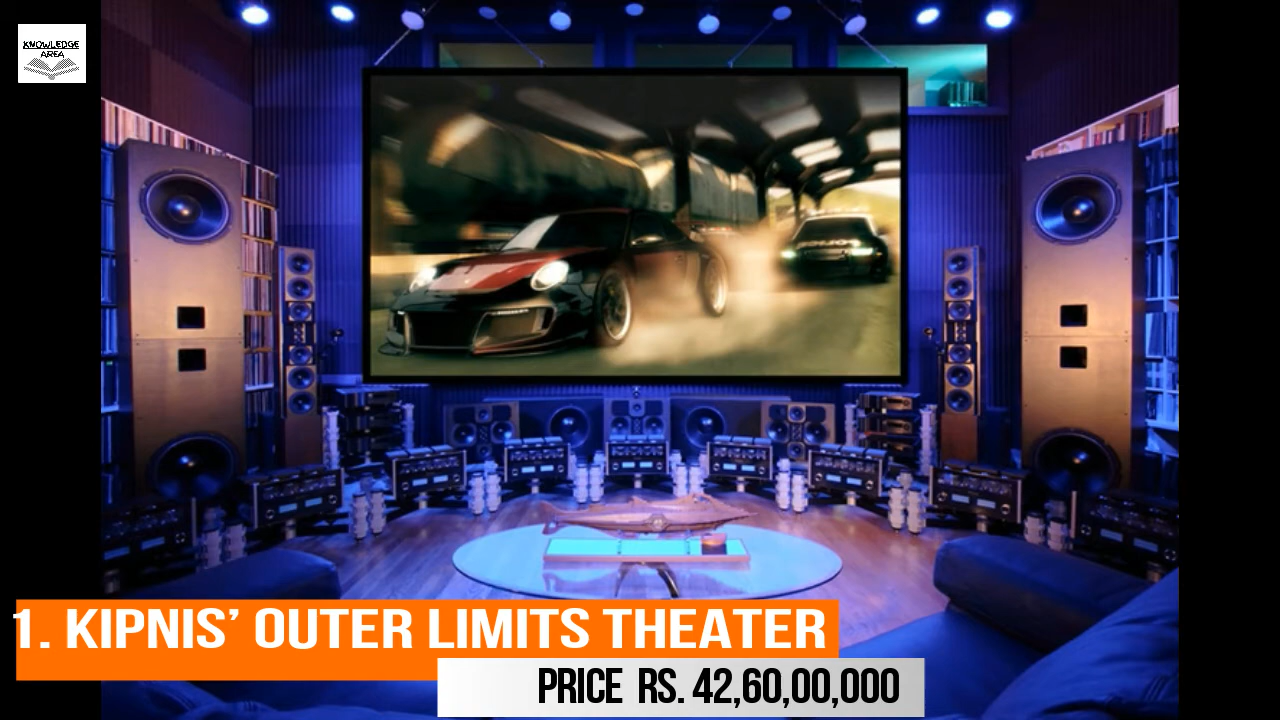 KNOWLEDGE
AREA
1. KIPNIS’ OUTER LIMITS THEATER
PRICE RS. 42,60,00,000